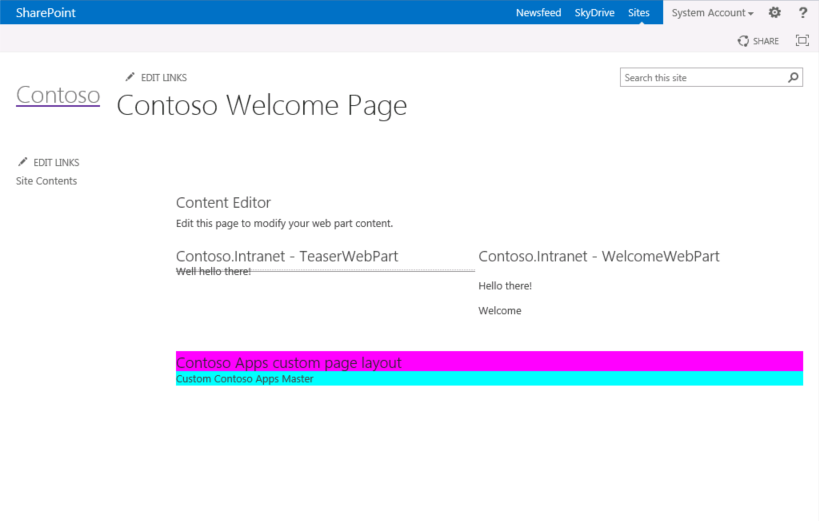 SharePoint
Newsfeed SkyDrive Sites System Account ?
SHARE
EDIT LINKS
Search this site
Contoso
Contoso Welcome Page
EDIT LINKS
Site Contents
Content Editor
Edit this page to modify your web part content.
Contoso.Intranet - TeaserWebPart
Well hello there!
Contoso.Intranet - WelcomeWebPart
Hello there!
Welcome
Contoso Apps custom page layout
Custom Contoso Apps Master